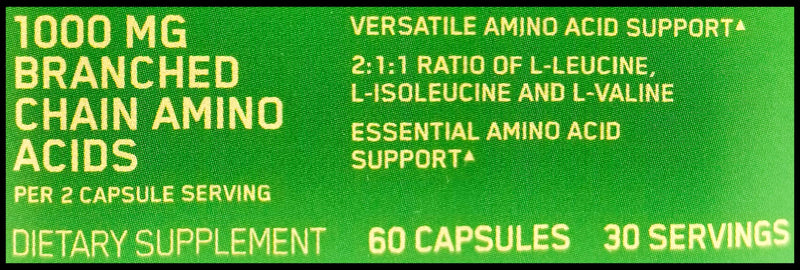 1000 MG
BRANCHED
CHAIN AMINO
ACIDS
PER 2 CAPSULE SERVING
VERSATILE AMINO ACID SUPPORT▲
2:1:1 RATIO OF L-LEUCINE,
L-ISOLEUCINE AND L-VALINE
ESSENTIAL AMINO ACID
SUPPORT▲
DIETARY SUPPLEMENT 60 CAPSULES 30 SERVINGS